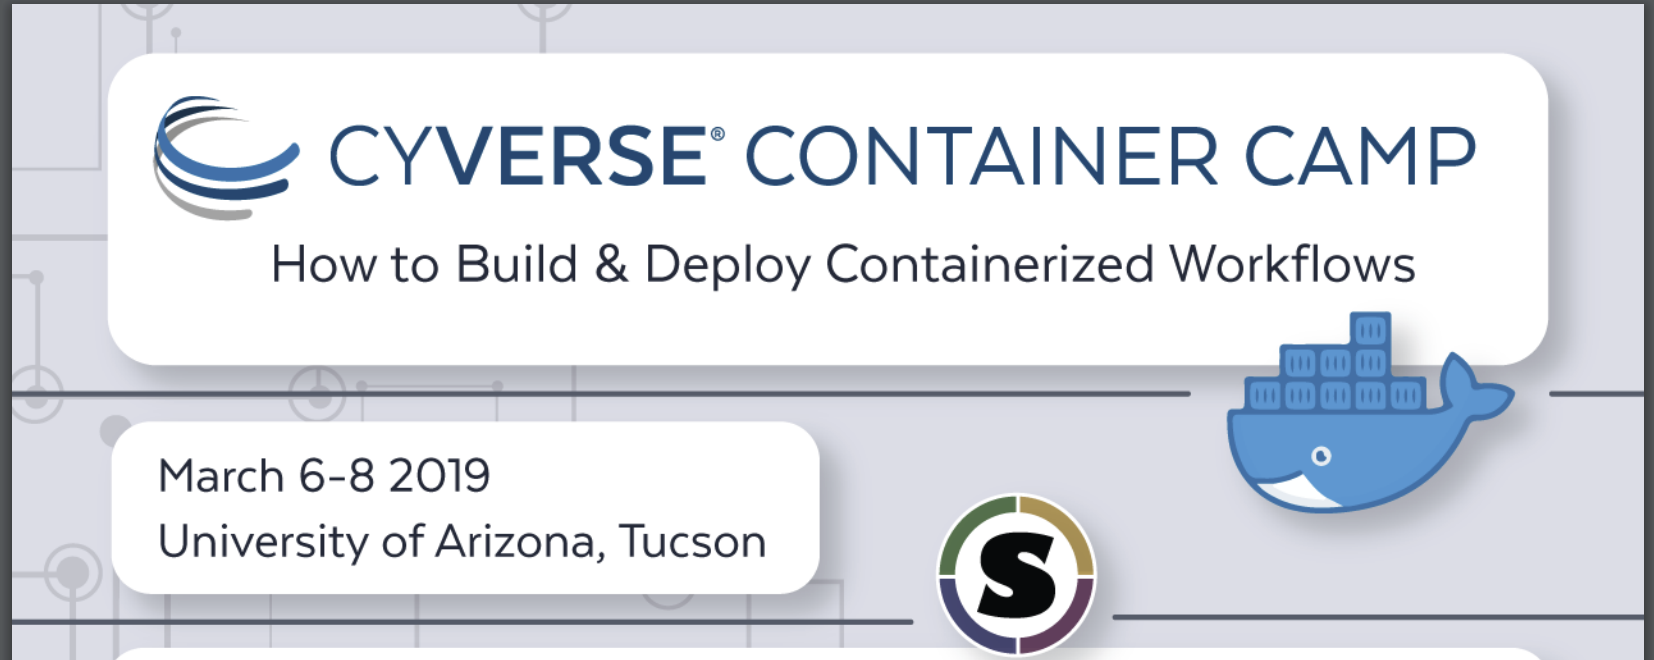 CYVERSE® CONTAINER CAMP
How to Build & Deploy Containerized Workflows
March 6-8 2019
University of Arizona, Tucson
S